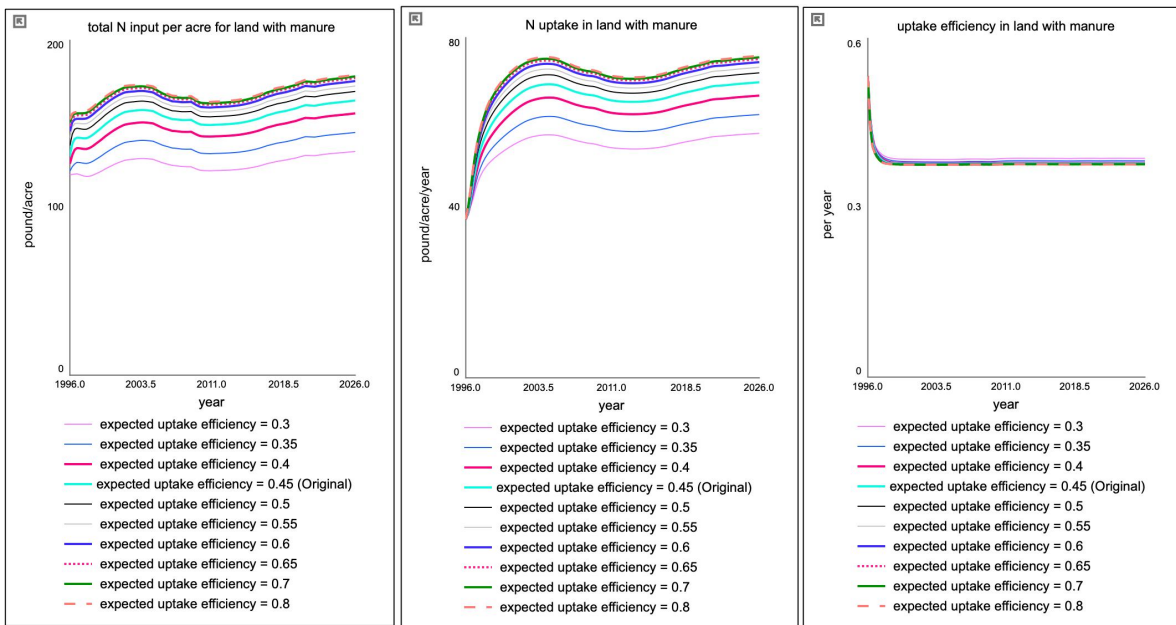 total N input per acre for land with manure
200
100
0
pound/acre
1996.0
2003.5
2011.0
2018.5
2026.0
year
expected uptake efficiency = 0.3
expected uptake efficiency = 0.35
expected uptake efficiency = 0.4
expected uptake efficiency = 0.45 (Original)
expected uptake efficiency = 0.5
expected uptake efficiency = 0.55
expected uptake efficiency = 0.6
expected uptake efficiency = 0.65
expected uptake efficiency = 0.7
expected uptake efficiency = 0.8
N uptake in land with manure
80
40
0
pound/acre/year
1996.0
2003.5
2011.0
2018.5
2026.0
year
expected uptake efficiency = 0.3
expected uptake efficiency = 0.35
expected uptake efficiency = 0.4
expected uptake efficiency = 0.45 (Original)
expected uptake efficiency = 0.5
expected uptake efficiency = 0.55
expected uptake efficiency = 0.6
expected uptake efficiency = 0.65
expected uptake efficiency = 0.7
expected uptake efficiency = 0.8
uptake efficiency in land with manure
0.6
0.3
0
per year
1996.0
2003.5
2011.0
2018.5
2026.0
year
expected uptake efficiency = 0.3
expected uptake efficiency = 0.35
expected uptake efficiency = 0.4
expected uptake efficiency = 0.45 (Original)
expected uptake efficiency = 0.5
expected uptake efficiency = 0.55
expected uptake efficiency = 0.6
expected uptake efficiency = 0.65
expected uptake efficiency = 0.7
expected uptake efficiency = 0.8